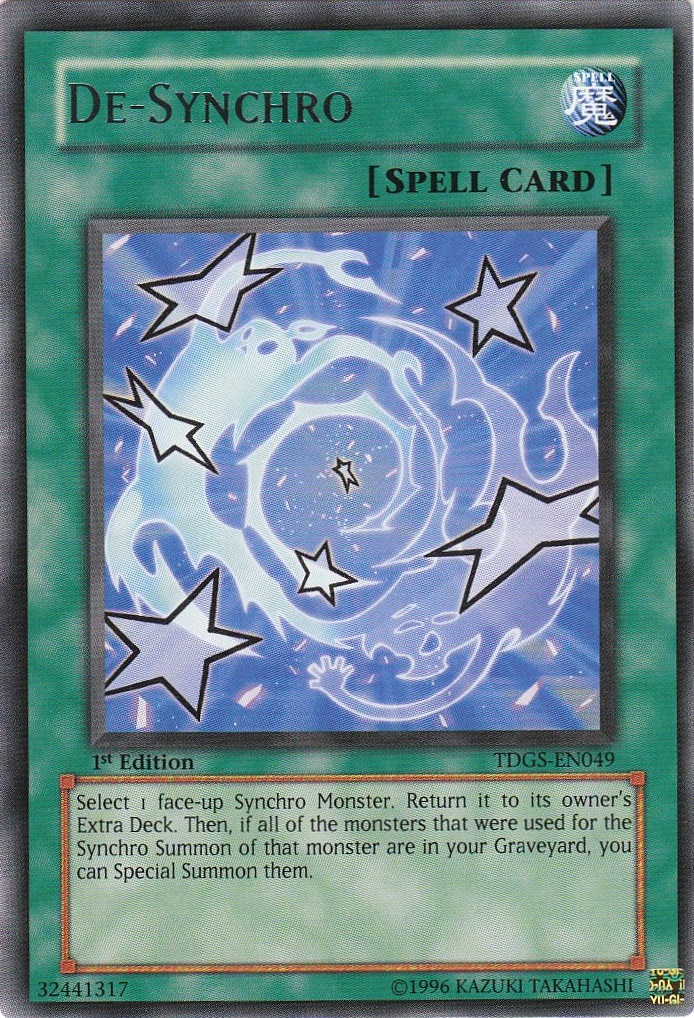 DE-SYNCHRO
SPELL
魔
[SPELL CARD]
1st Edition
TDGS-EN049
Select 1 face-up Synchro Monster. Return it to its owner's
Extra Deck. Then, if all of the monsters that were used for the
Synchro Summon of that monster are in your Graveyard, you
can Special Summon them.
32441317
©1996 KAZUKI TAKAHASHI